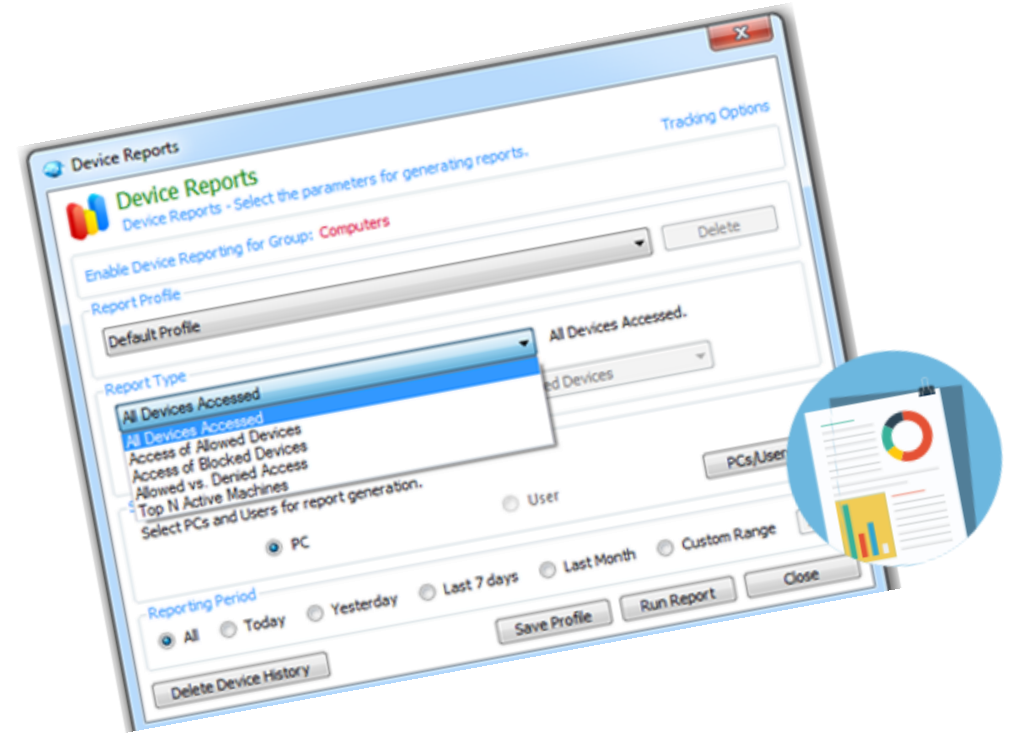 Device Reports
Tracking Options
Device Reports
Device Reports - Select the parameters for generating reports.
Enable Device Reporting for Group: Computers
Report Profile
Default Profile
Delete
Report Type
All Devices Accessed
All Devices Accessed.
All Devices Accessed
Access of Allowed Devices
Access of Blocked Devices
Allowed vs. Denied Access
Top N Active Machines
Devices
Select PCs and Users for report generation.
PC
User
Reporting Period
All
Today
Yesterday
Last 7 days
Last Month
Custom Range
Delete Device History
Save Profile
Run Report
Close